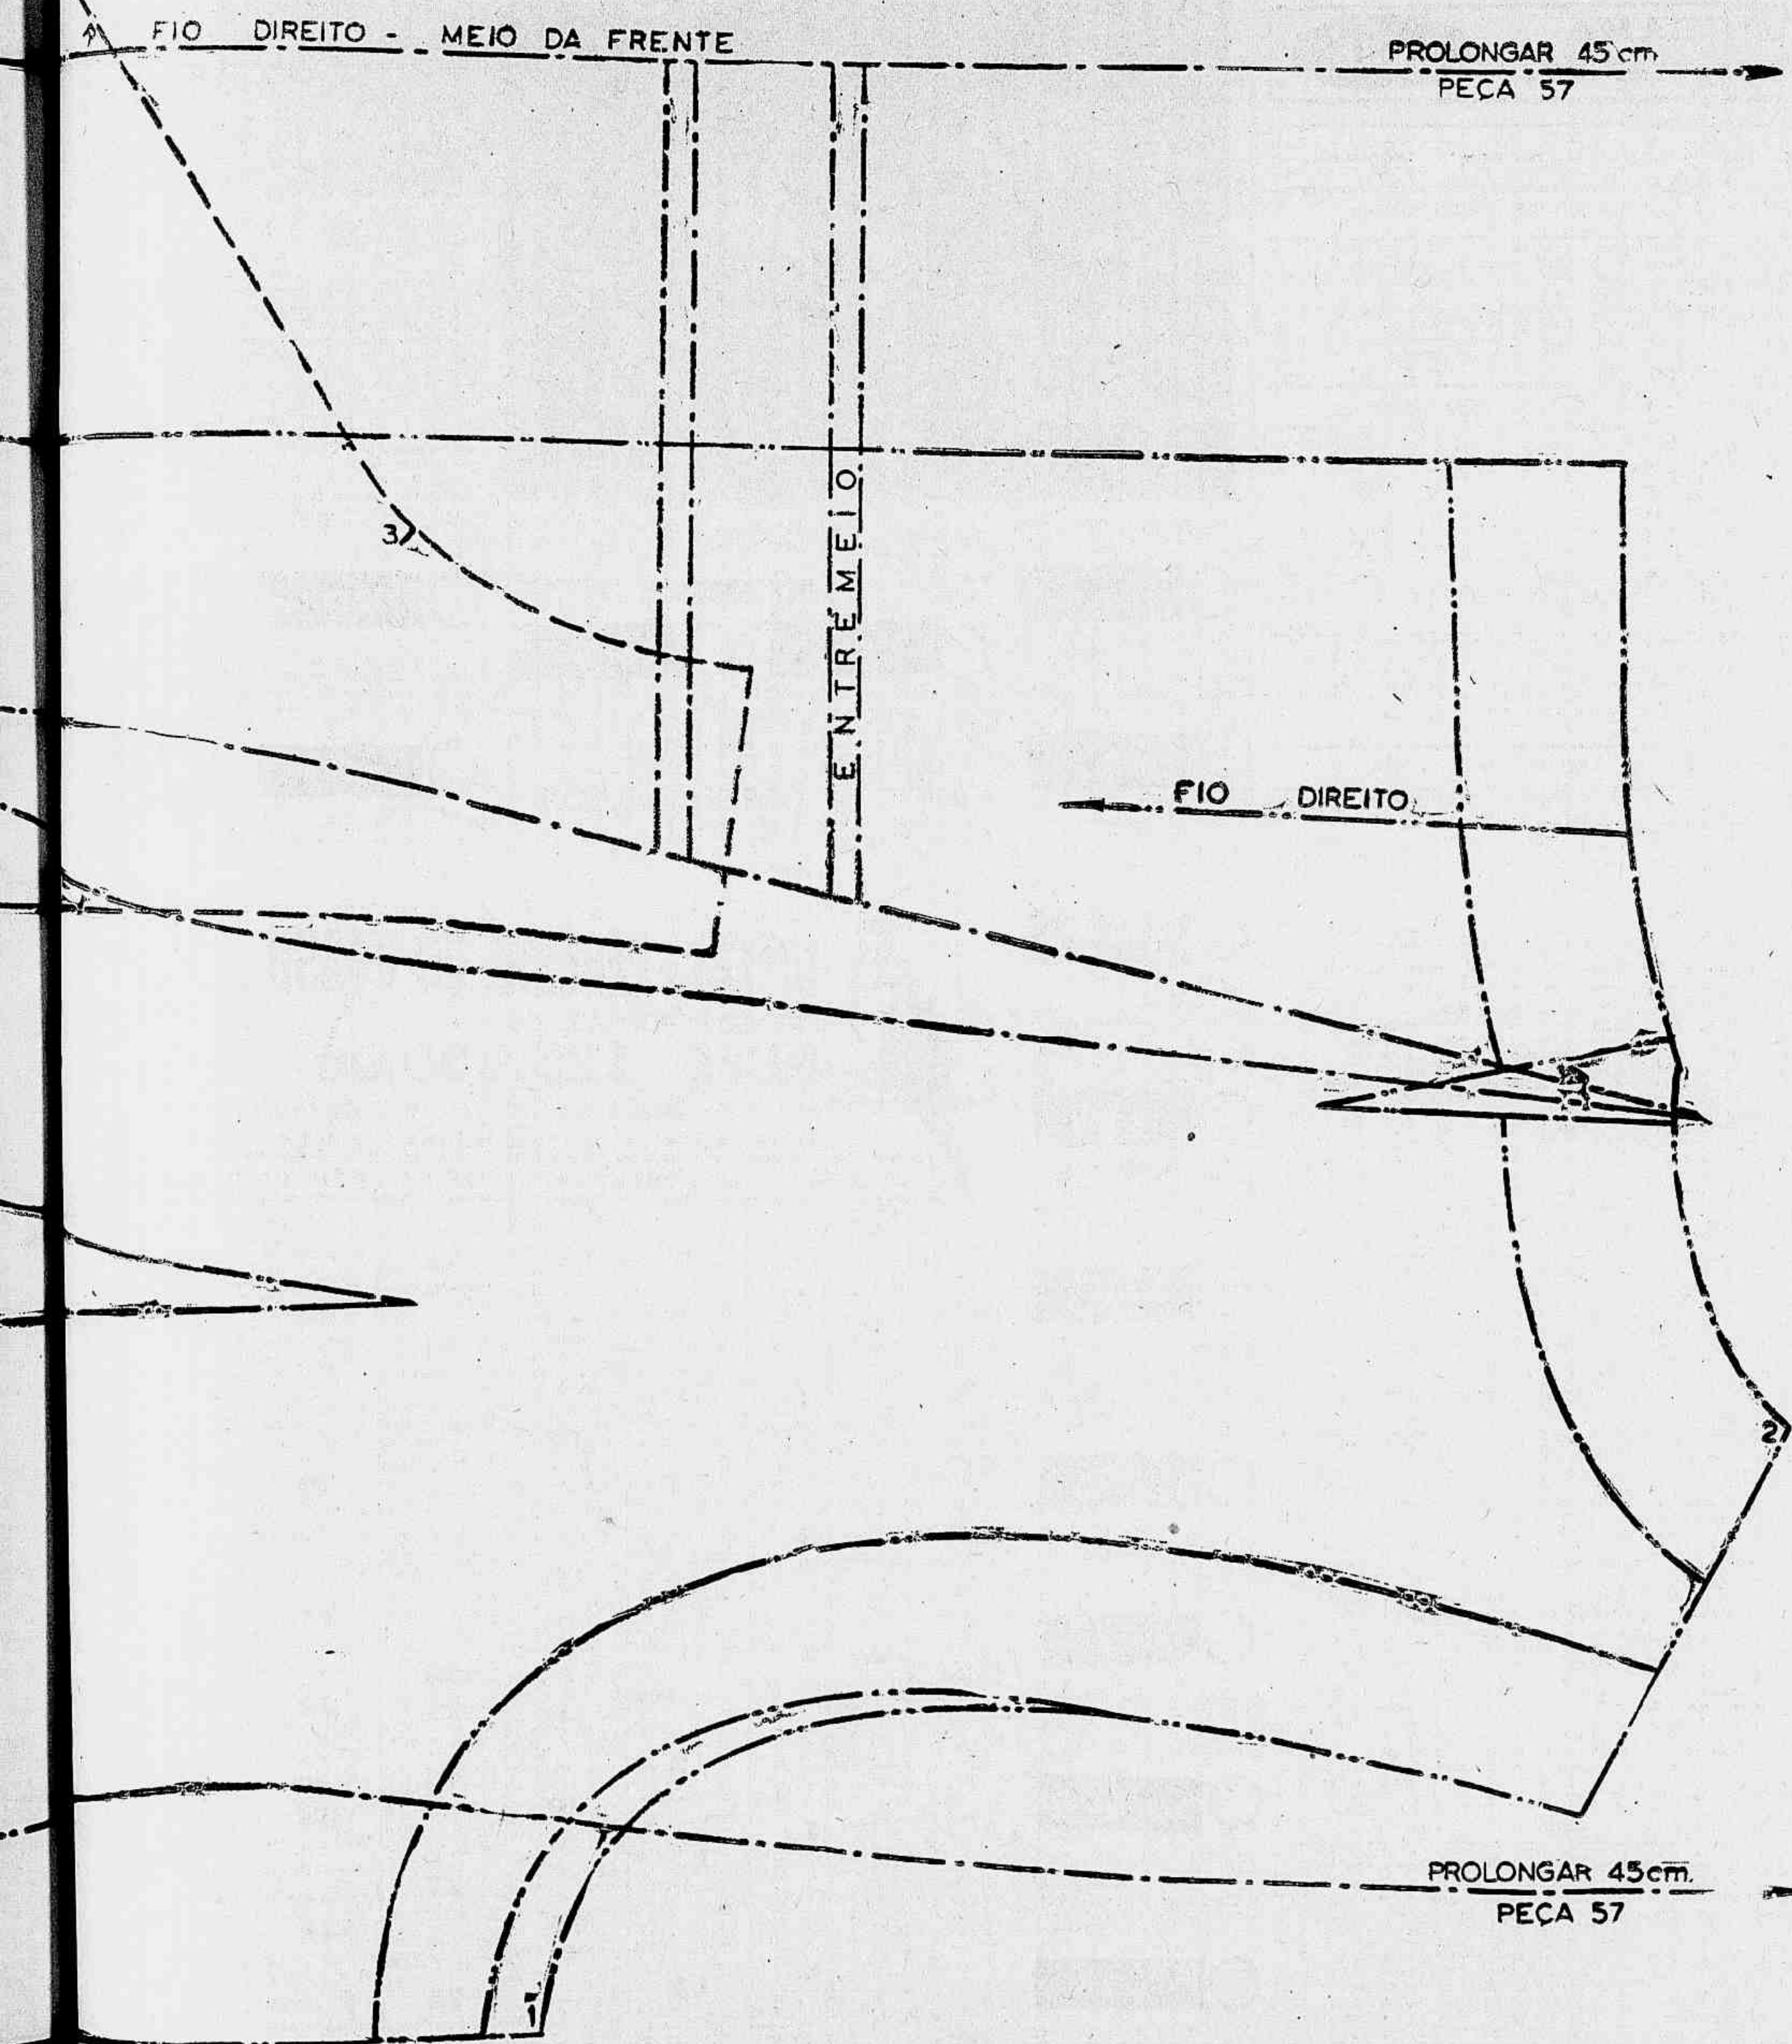 FIO DIREITO - MEIO DA FRENTE
PROLONGAR 45 cm
PEÇA 57
3
ENTREMEIO
FIO DIREITO
2
1
PROLONGAR 45cm.
PEÇA 57